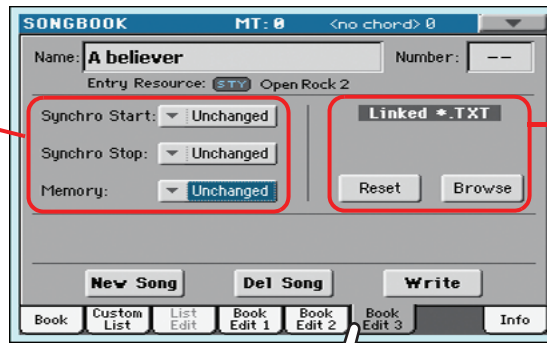 SONGBOOK MT: 0 <no chord> 0
Name: A believer Number: --
Entry Resource: STY Open Rock 2
Synchro Start: Unchanged Linked *.TXT
Synchro Stop: Unchanged
Memory: Unchanged Reset Browse
New Song Del Song Write
Book Custom List List Edit Book Edit 1 Book Edit 2 Book Edit 3 Info